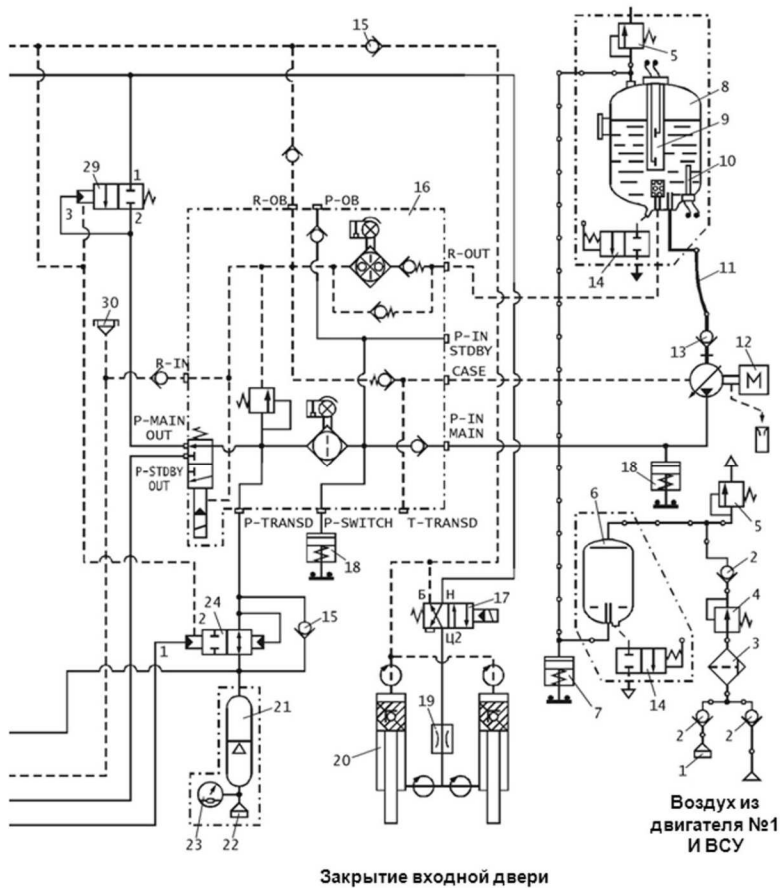 15
5
8
29
1
9
10
3
2
R-OB
P-OB
16
R-OUT
14
11
30
P-IN
STDBY
13
12
M
R-IN
CASE
P-MAIN
OUT
P-IN
MAIN
P-STDBY
OUT
18
5
6
P-TRANSD
P-SWITCH
T-TRANSD
18
2
Б
Н
17
4
24
2
15
1
Ц2
3
14
21
19
7
2
2
20
1
23
22
Воздух из
двигателя №1
И ВСУ
Закрытие входной двери